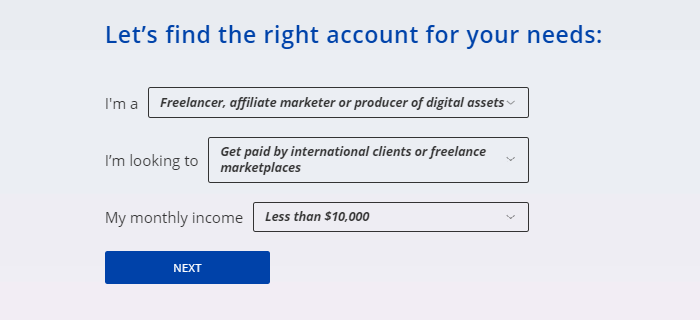 Let’s find the right account for your needs:
I'm a Freelancer, affiliate marketer or producer of digital assets
I’m looking to Get paid by international clients or freelance
marketplaces
My monthly income Less than $10,000
NEXT